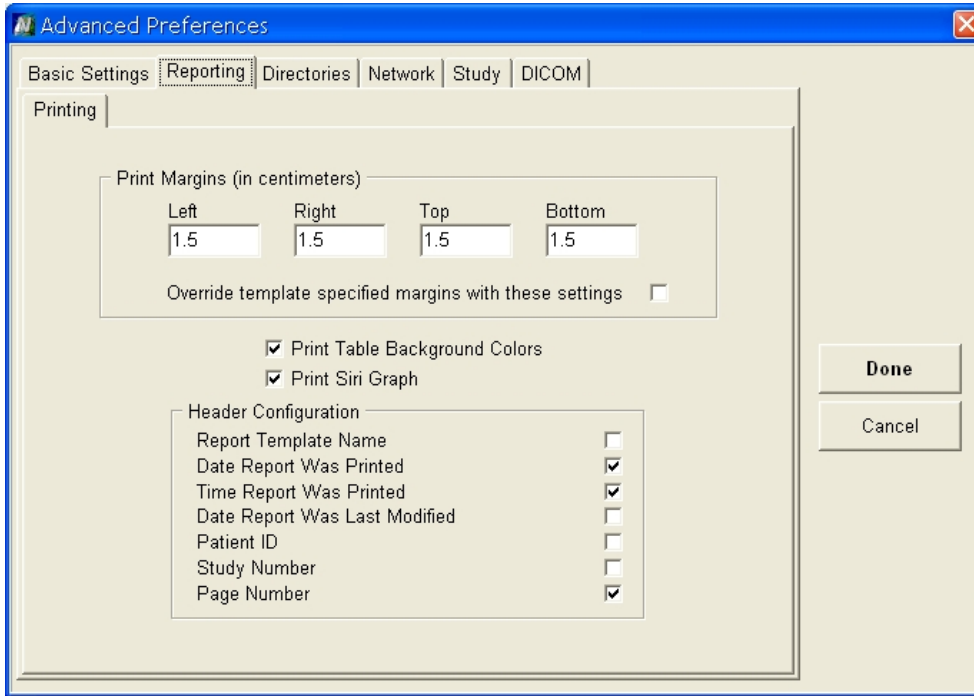 Advanced Preferences
Basic Settings Reporting Directories Network Study DICOM
Printing
Print Margins (in centimeters)
Left Right Top Bottom
1.5 1.5 1.5 1.5
Override template specified margins with these settings
Print Table Background Colors
Print Siri Graph
Done
Header Configuration
Cancel
Report Template Name
Date Report Was Printed
Time Report Was Printed
Date Report Was Last Modified
Patient ID
Study Number
Page Number